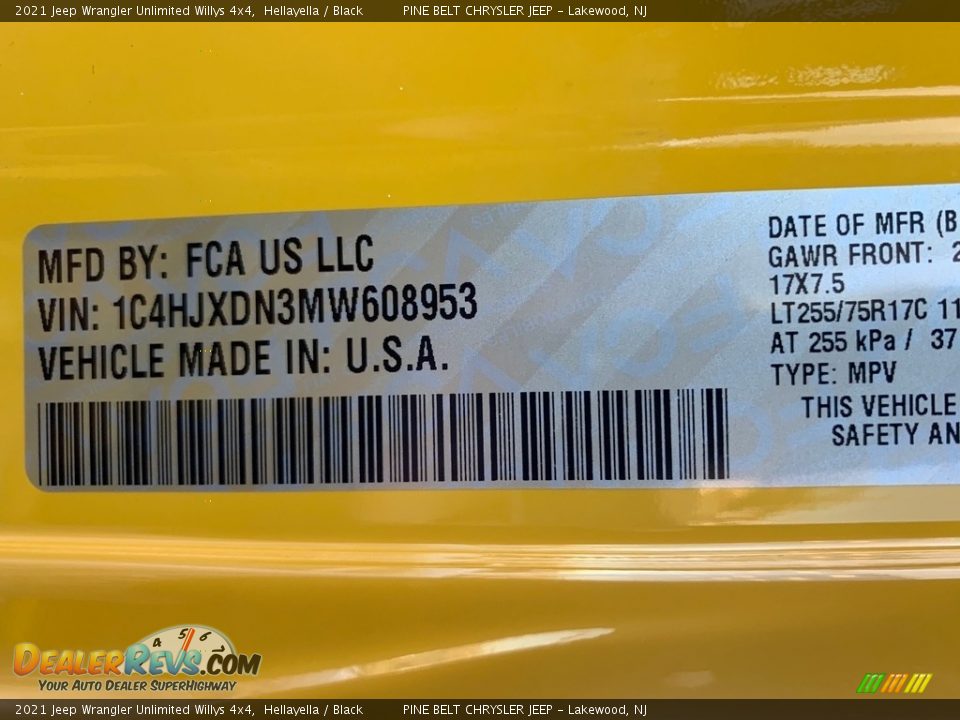 2021 Jeep Wrangler Unlimited Willys 4x4, Hellayella / Black PINE BELT CHRYSLER JEEP – Lakewood, NJ
MFD BY: FCA US LLC
VIN: 1C4HJXDN3MW608953
VEHICLE MADE IN: U.S.A.
DATE OF MFR (B
GAWR FRONT: 2
17X7.5
LT255/75R17C 11
AT 255 kPa / 37
TYPE: MPV
THIS VEHICLE
SAFETY AN
4 5 6
DEALERREVS.COM
YOUR AUTO DEALER SUPERHIGHWAY
2021 Jeep Wrangler Unlimited Willys 4x4, Hellayella / Black PINE BELT CHRYSLER JEEP – Lakewood, NJ